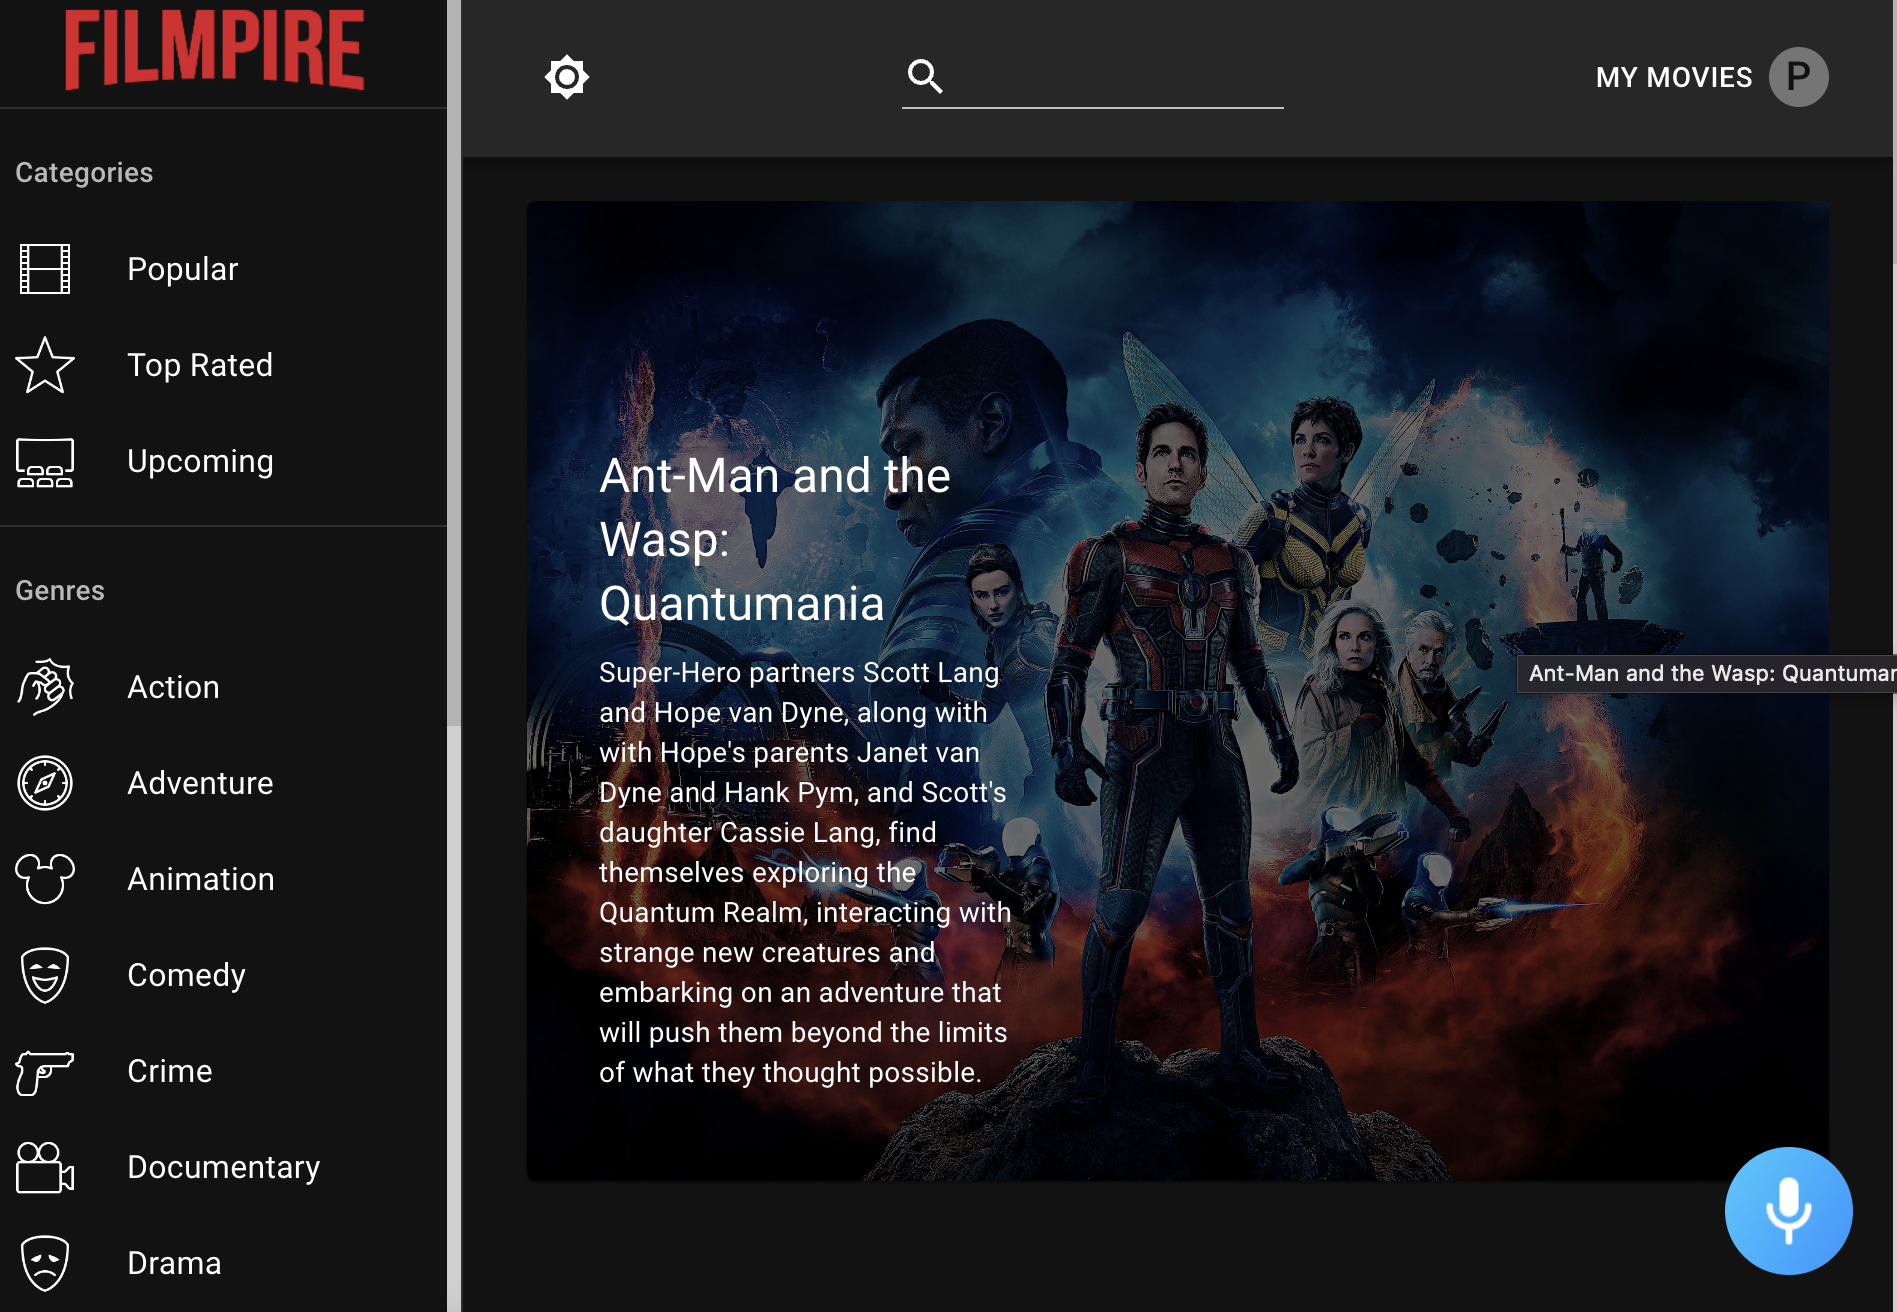 FILMPIRE
MY MOVIES P
Categories
Popular
Top Rated
Upcoming
Genres
Action
Adventure
Animation
Comedy
Crime
Documentary
Drama
Ant-Man and the
Wasp:
Quantumania
Super-Hero partners Scott Lang
and Hope van Dyne, along with
with Hope's parents Janet van
Dyne and Hank Pym, and Scott's
daughter Cassie Lang, find
themselves exploring the
Quantum Realm, interacting with
strange new creatures and
embarking on an adventure that
will push them beyond the limits
of what they thought possible.
Ant-Man and the Wasp: